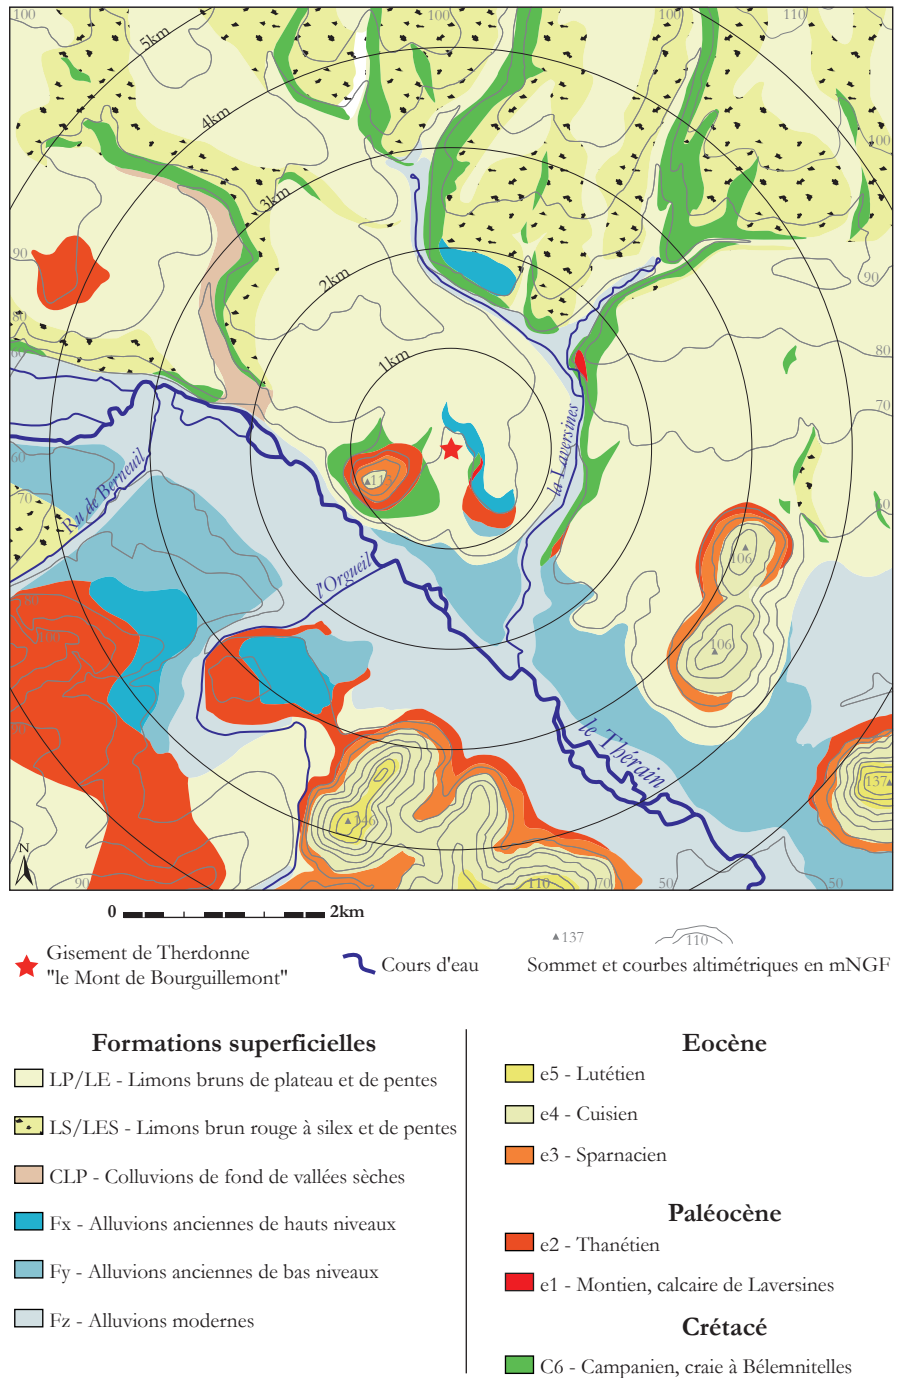 100
100
100
110
5km
4km
100
3km
90
2km
90
80
60
1km
80
70
la Laversines
60
113
70
Ru de Berneuil
50
l'Orgueil
106
106
le Thérain
137
146
N
90
110
70
50
50
0 2km
Gisement de Therdonne
"le Mont de Bourguillemont"
Cours d'eau
137
110
Sommet et courbes altimétriques en mNGF
Formations superficielles
LP/LE - Limons bruns de plateau et de pentes
LS/LES - Limons brun rouge à silex et de pentes
CLP - Colluvions de fond de vallées sèches
Fx - Alluvions anciennes de hauts niveaux
Fy - Alluvions anciennes de bas niveaux
Fz - Alluvions modernes
Eocène
e5 - Lutétien
e4 - Cuisien
e3 - Sparnacien
Paléocène
e2 - Thanétien
e1 - Montien, calcaire de Laversines
Crétacé
C6 - Campanien, craie à Bélemnitelles